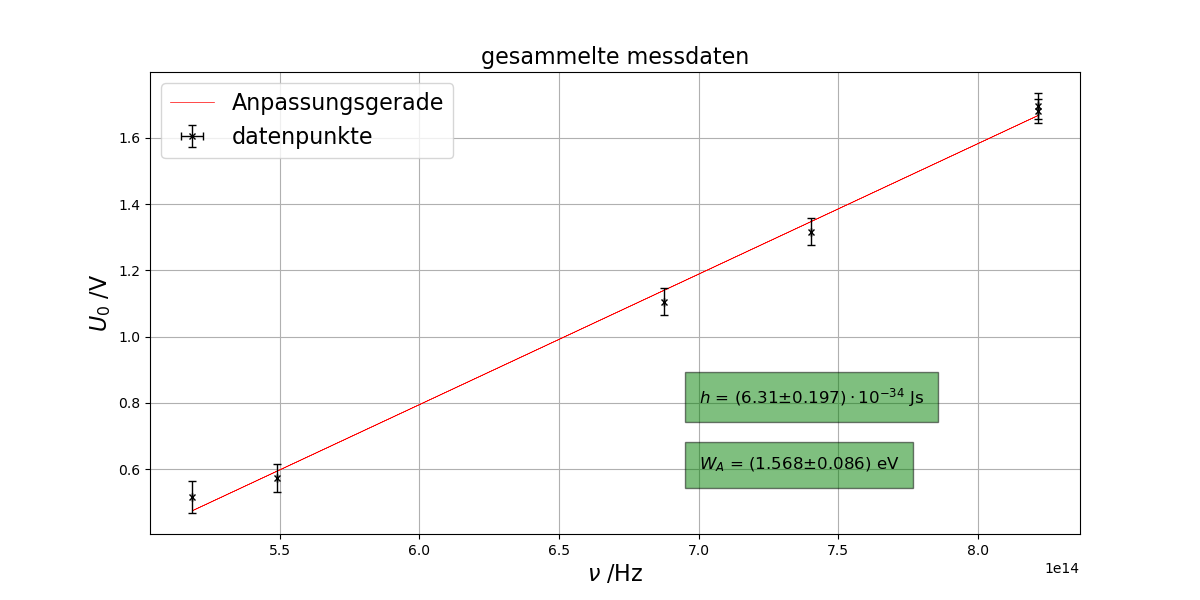 gesammelte messdaten
Anpassungsgerade
datenpunkte
1.6
1.4
1.2
1.0
0.8
0.6
U₀ /V
h = (6.31±0.197)·10⁻³⁴ Js
W_A = (1.568±0.086) eV
5.5 6.0 6.5 7.0 7.5 8.0
1e14
ν /Hz